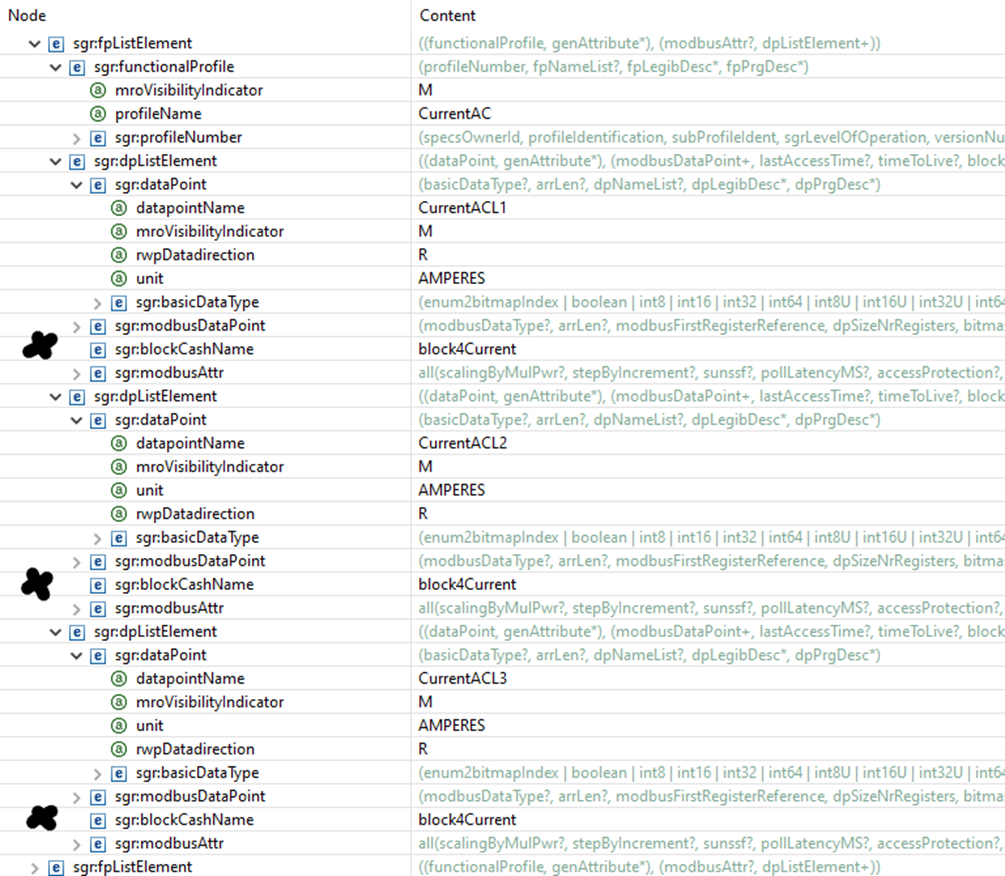 Node Content
sgr:fpListElement ((functionalProfile, genAttribute*), (modbusAttr?, dpListElement+))
sgr:functionalProfile (profileNumber, fpNameList?, fpLegibDesc*, fpPrgDesc*)
mroVisibilityIndicator M
profileName CurrentAC
sgr:profileNumber (specsOwnerId, profileIdentification, subProfileIdent, sgrLevelOfOperation, versionNu
sgr:dpListElement ((dataPoint, genAttribute*), (modbusDataPoint+, lastAccessTime?, timeToLive?, block
sgr:dataPoint (basicDataType?, arrLen?, dpNameList?, dpLegibDesc*, dpPrgDesc*)
datapointName CurrentACL1
mroVisibilityIndicator M
rwpDatadirection R
unit AMPERES
sgr:basicDataType (enum2bitmapIndex | boolean | int8 | int16 | int32 | int64 | int8U | int16U | int32U | int64
sgr:modbusDataPoint (modbusDataType?, arrLen?, modbusFirstRegisterReference, dpSizeNrRegisters, bitma
sgr:blockCashName block4Current
sgr:modbusAttr all(scalingByMulPwr?, stepByIncrement?, sunssf?, pollLatencyMS?, accessProtection?,
sgr:dpListElement ((dataPoint, genAttribute*), (modbusDataPoint+, lastAccessTime?, timeToLive?, block
sgr:dataPoint (basicDataType?, arrLen?, dpNameList?, dpLegibDesc*, dpPrgDesc*)
datapointName CurrentACL2
mroVisibilityIndicator M
unit AMPERES
rwpDatadirection R
sgr:basicDataType (enum2bitmapIndex | boolean | int8 | int16 | int32 | int64 | int8U | int16U | int32U | int64
sgr:modbusDataPoint (modbusDataType?, arrLen?, modbusFirstRegisterReference, dpSizeNrRegisters, bitma
sgr:blockCashName block4Current
sgr:modbusAttr all(scalingByMulPwr?, stepByIncrement?, sunssf?, pollLatencyMS?, accessProtection?,
sgr:dpListElement ((dataPoint, genAttribute*), (modbusDataPoint+, lastAccessTime?, timeToLive?, block
sgr:dataPoint (basicDataType?, arrLen?, dpNameList?, dpLegibDesc*, dpPrgDesc*)
datapointName CurrentACL3
mroVisibilityIndicator M
unit AMPERES
rwpDatadirection R
sgr:basicDataType (enum2bitmapIndex | boolean | int8 | int16 | int32 | int64 | int8U | int16U | int32U | int64
sgr:modbusDataPoint (modbusDataType?, arrLen?, modbusFirstRegisterReference, dpSizeNrRegisters, bitma
sgr:blockCashName block4Current
sgr:modbusAttr all(scalingByMulPwr?, stepByIncrement?, sunssf?, pollLatencyMS?, accessProtection?,
sgr:fpListElement ((functionalProfile, genAttribute*), (modbusAttr?, dpListElement+))